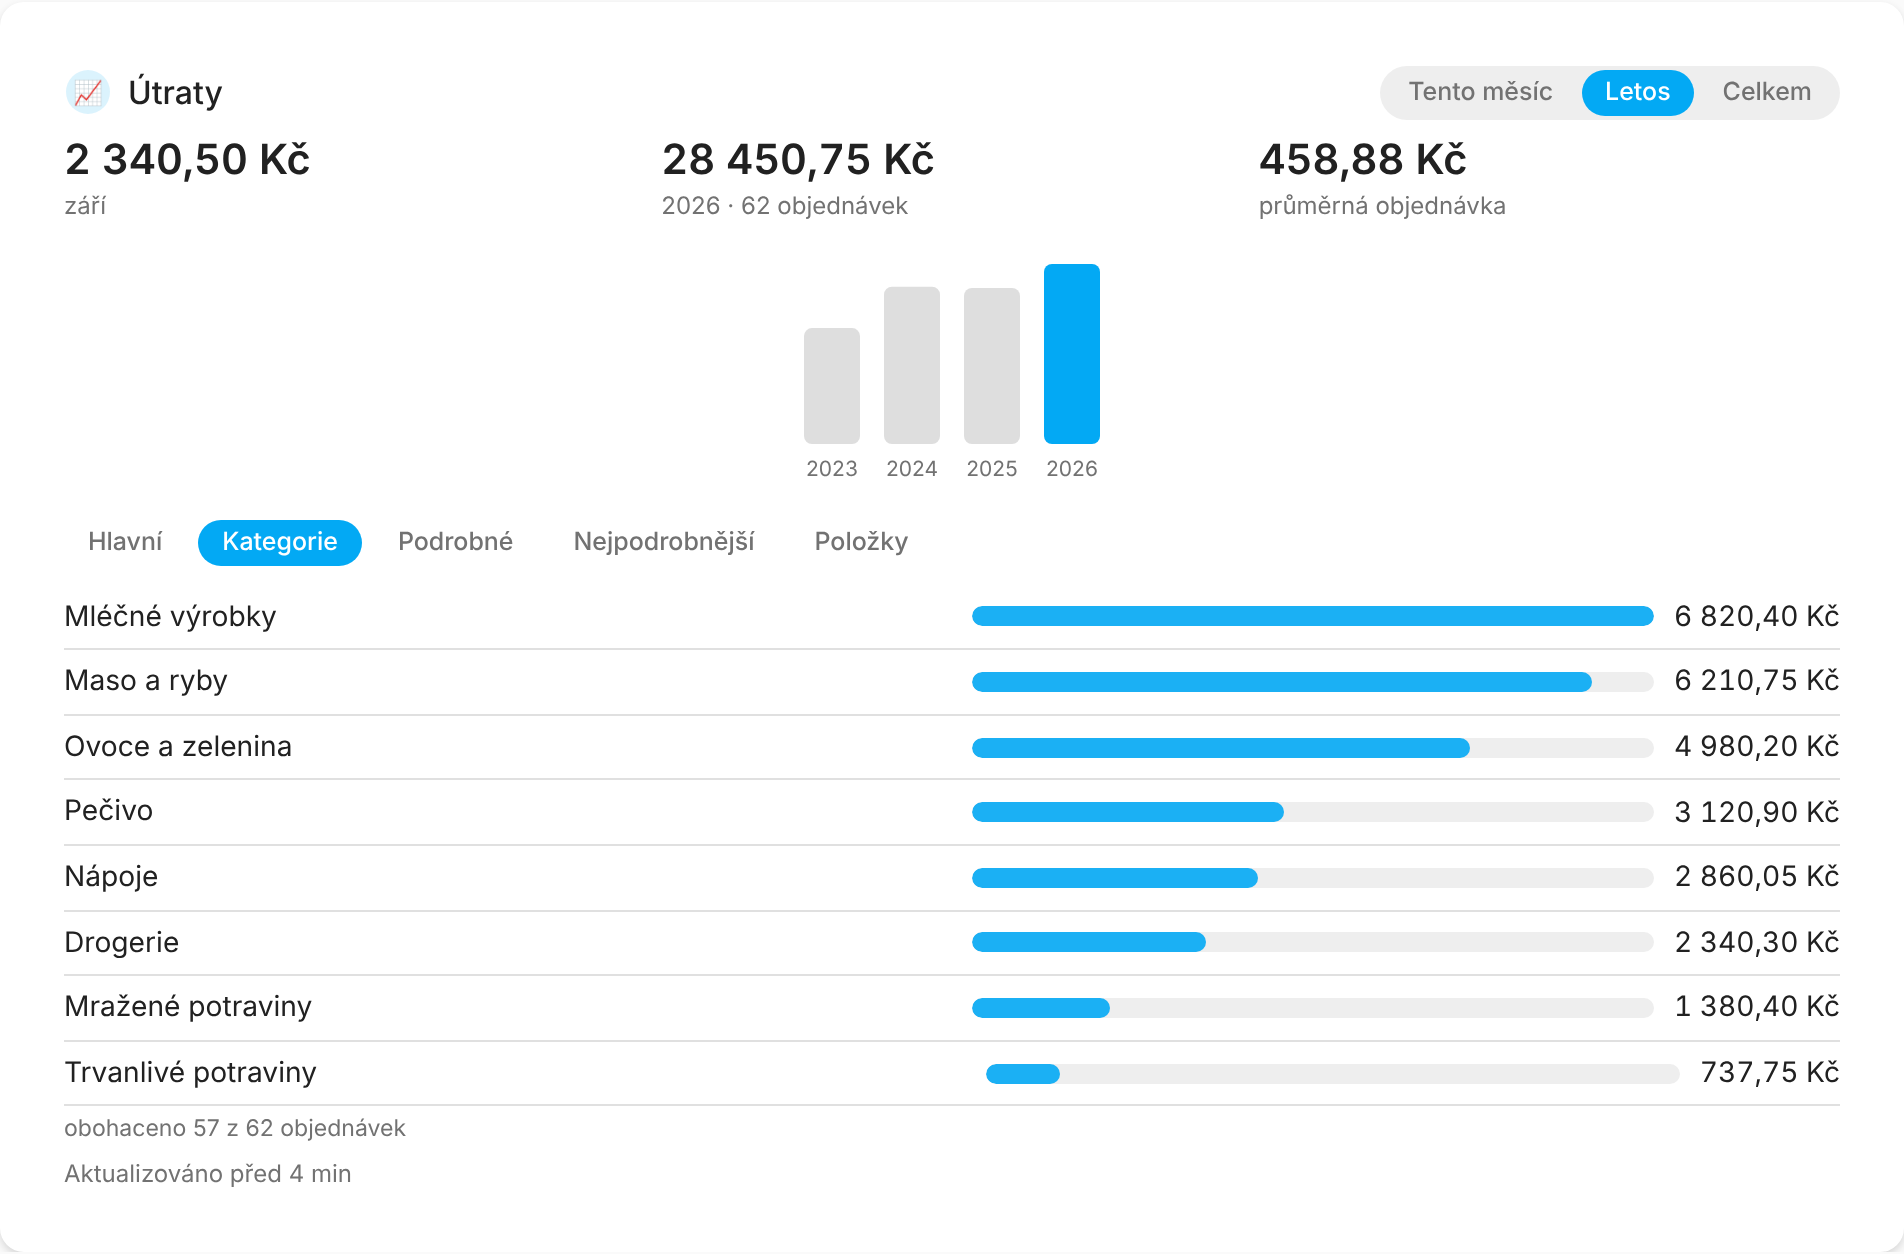 Útraty
Tento měsíc Letos Celkem
2 340,50 Kč
září
28 450,75 Kč
2026 · 62 objednávek
458,88 Kč
průměrná objednávka
2023 2024 2025 2026
Hlavní Kategorie Podrobné Nejpodrobnější Položky
Mléčné výrobky 6 820,40 Kč
Maso a ryby 6 210,75 Kč
Ovoce a zelenina 4 980,20 Kč
Pečivo 3 120,90 Kč
Nápoje 2 860,05 Kč
Drogerie 2 340,30 Kč
Mražené potraviny 1 380,40 Kč
Trvanlivé potraviny 737,75 Kč
obohaceno 57 z 62 objednávek
Aktualizováno před 4 min